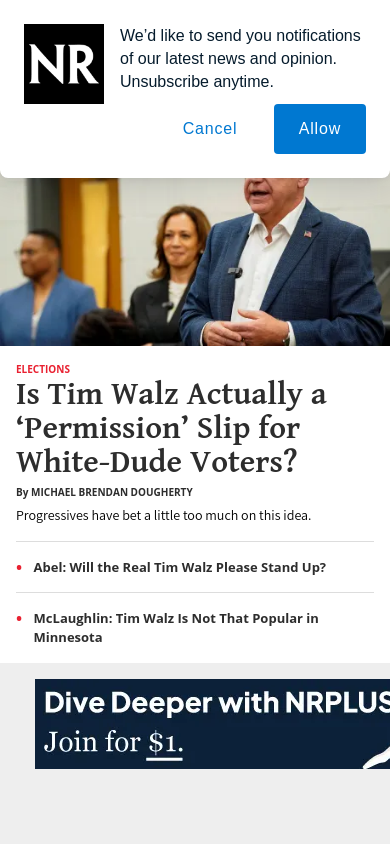 NR
We’d like to send you notifications
of our latest news and opinion.
Unsubscribe anytime.
Cancel
Allow
ELECTIONS
Is Tim Walz Actually a
‘Permission’ Slip for
White-Dude Voters?
By MICHAEL BRENDAN DOUGHERTY
Progressives have bet a little too much on this idea.
• Abel: Will the Real Tim Walz Please Stand Up?
• McLaughlin: Tim Walz Is Not That Popular in
Minnesota
Dive Deeper with NRPLUS
Join for $1.